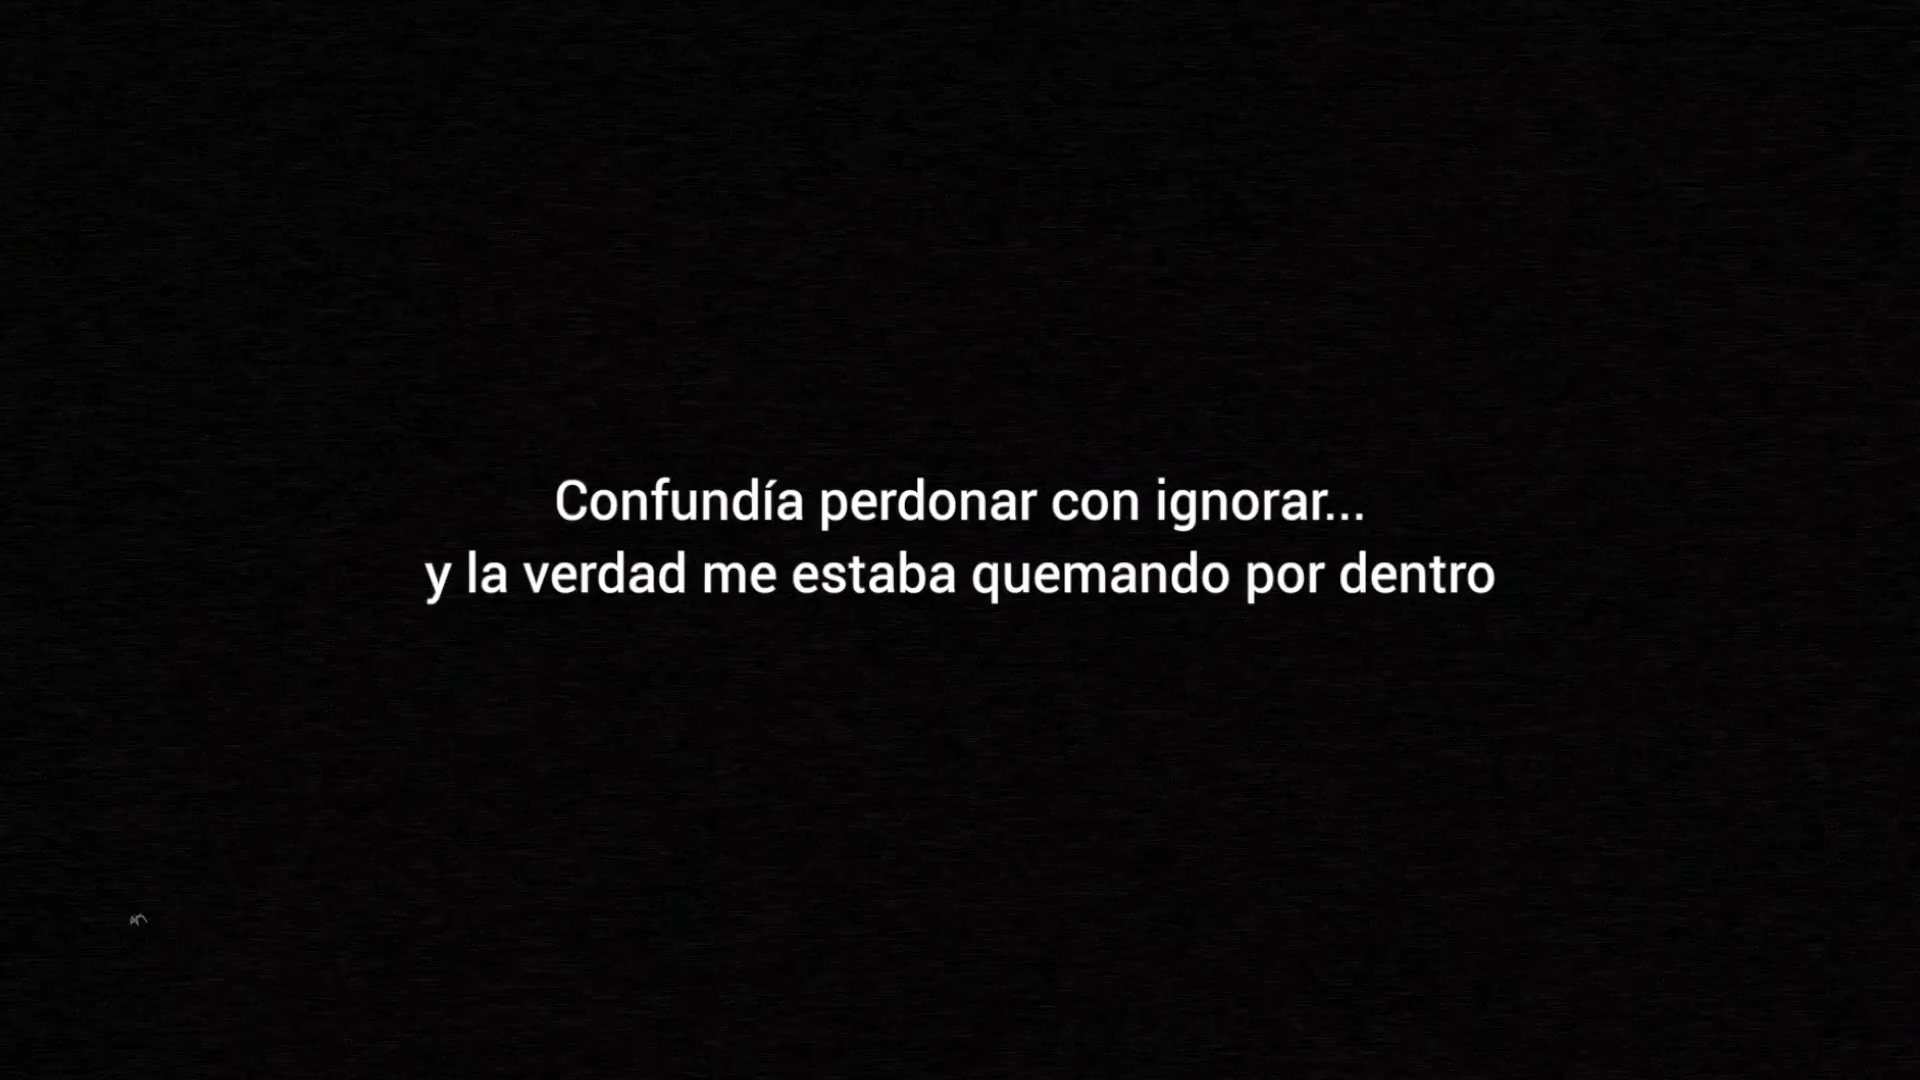 Confundía perdonar con ignorar...
y la verdad me estaba quemando por dentro